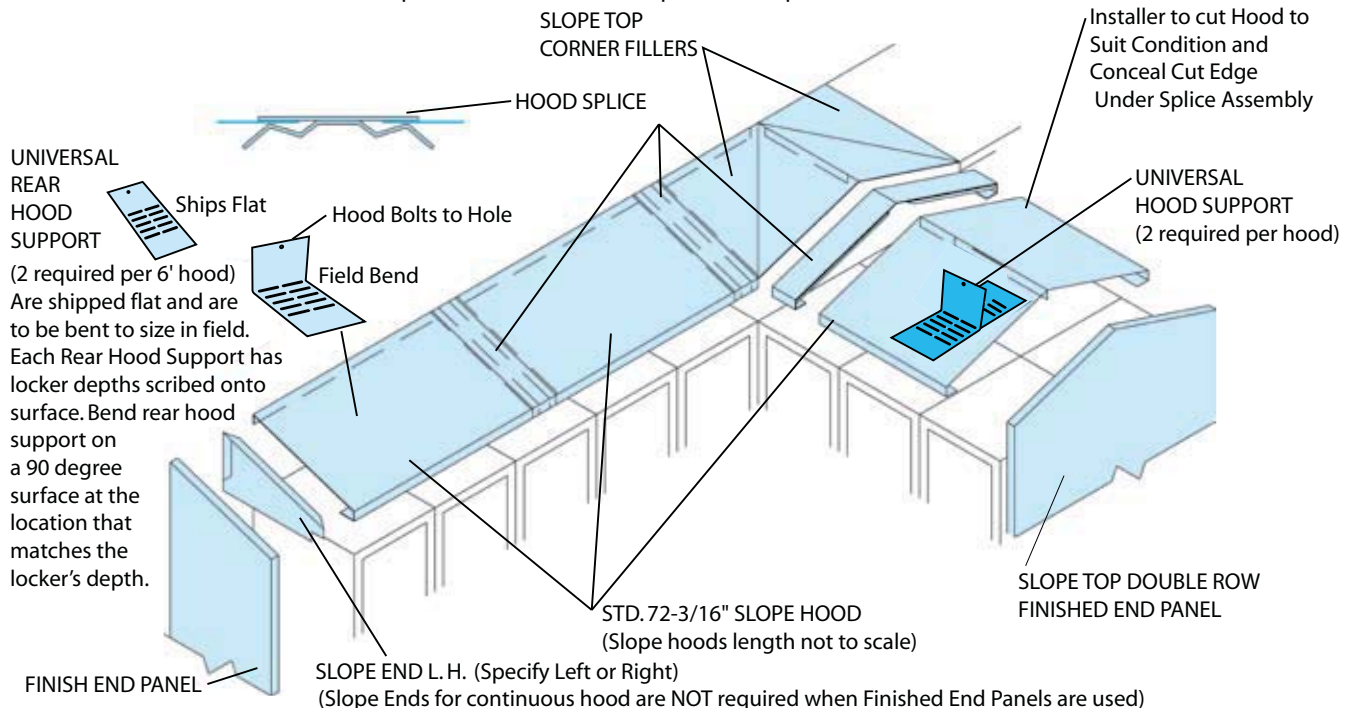 SLOPE TOP
CORNER FILLERS
Installer to cut Hood to
Suit Condition and
Conceal Cut Edge
Under Splice Assembly
HOOD SPLICE
UNIVERSAL
REAR
HOOD
SUPPORT
Ships Flat
Hood Bolts to Hole
Field Bend
(2 required per 6' hood)
Are shipped flat and are
to be bent to size in field.
Each Rear Hood Support has
locker depths scribed onto
surface. Bend rear hood
support on
a 90 degree
surface at the
location that
matches the
locker's depth.
UNIVERSAL
HOOD SUPPORT
(2 required per hood)
STD. 72-3/16" SLOPE HOOD
(Slope hoods length not to scale)
SLOPE TOP DOUBLE ROW
FINISHED END PANEL
FINISH END PANEL
SLOPE END L.H. (Specify Left or Right)
(Slope Ends for continuous hood are NOT required when Finished End Panels are used)